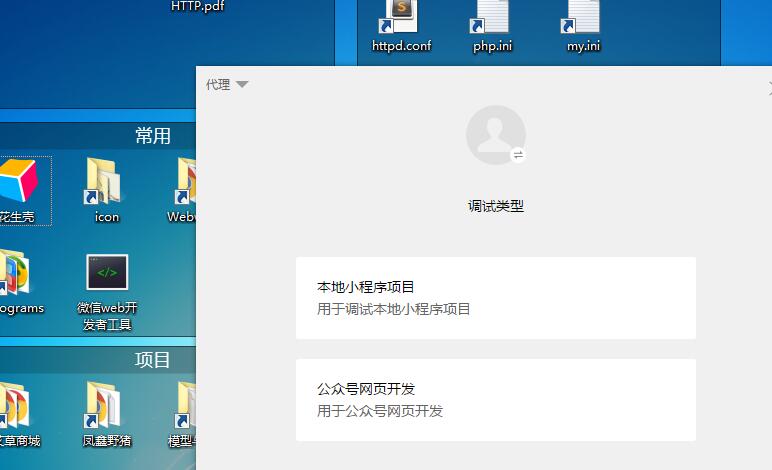 HTTP.pdf
httpd.conf
php.ini
my.ini
代理
常用
花生壳
icon
Web
ograms
微信web开
发者工具
项目
艾草商城
凤鑫野猪
模型
调试类型
本地小程序项目
用于调试本地小程序项目
公众号网页开发
用于公众号网页开发